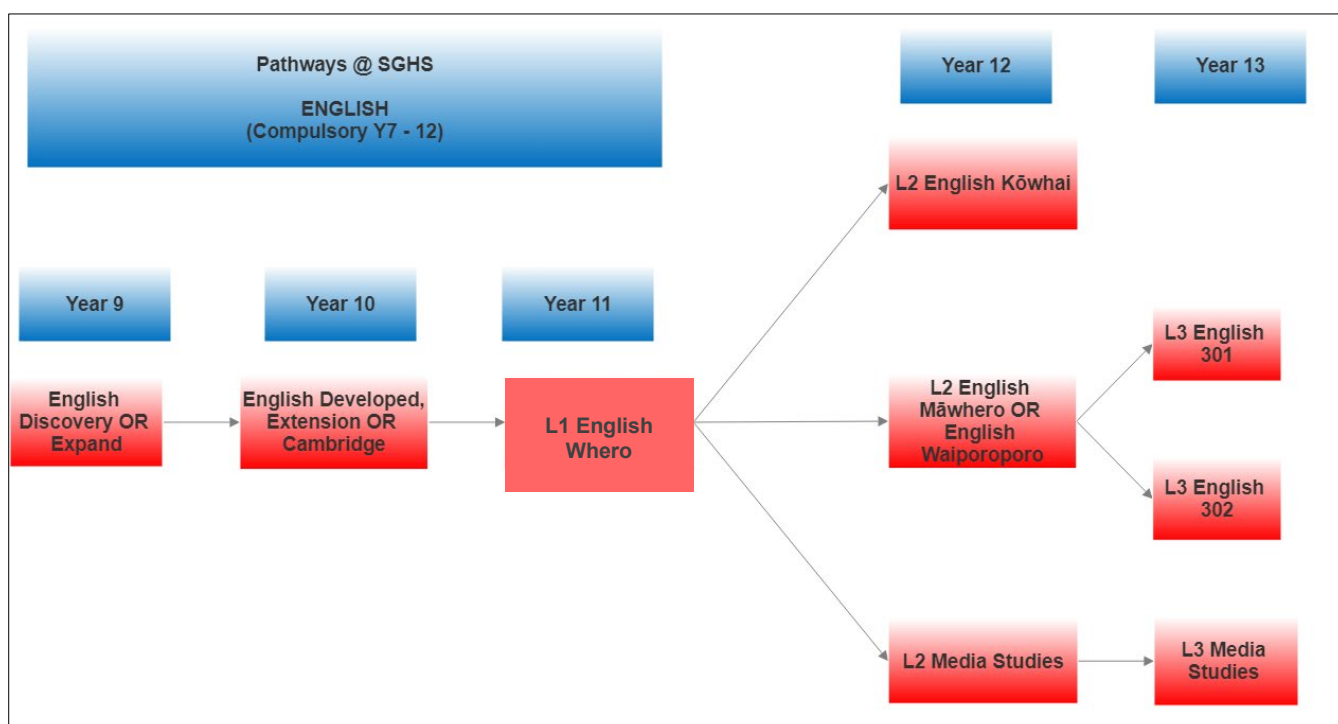 Pathways @ SGHS
ENGLISH
(Compulsory Y7 - 12)
Year 12
Year 13
L2 English Kōwhai
Year 9
Year 10
Year 11
L3 English
301
English
Discovery OR
Expand
English Developed,
Extension OR
Cambridge
L1 English
Whero
L2 English
Māwhero OR
English
Waiporoporo
L3 English
302
L2 Media Studies
L3 Media
Studies